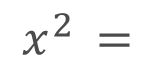 x² =